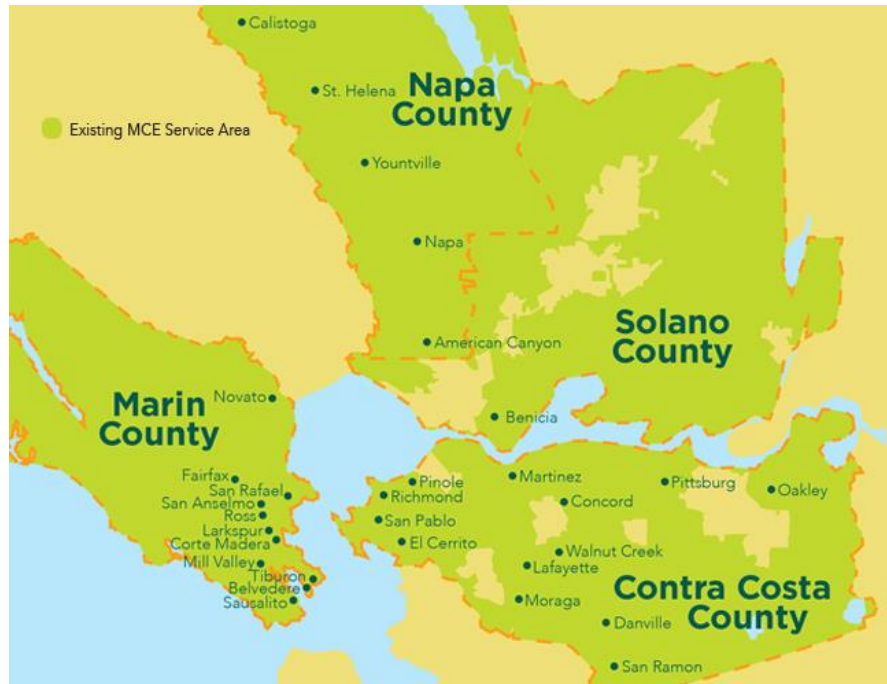 Calistoga
St. Helena
Napa
County
Existing MCE Service Area
Yountville
Napa
Solano
County
American Canyon
Benicia
Marin
County
Novato
Fairfax
San Rafael
San Anselmo
Ross
Larkspur
Corte Madera
Mill Valley
Tiburon
Belvedere
Sausalito
Pinole
Richmond
San Pablo
El Cerrito
Martinez
Concord
Pittsburg
Oakley
Walnut Creek
Lafayette
Moraga
Contra Costa
County
Danville
San Ramon